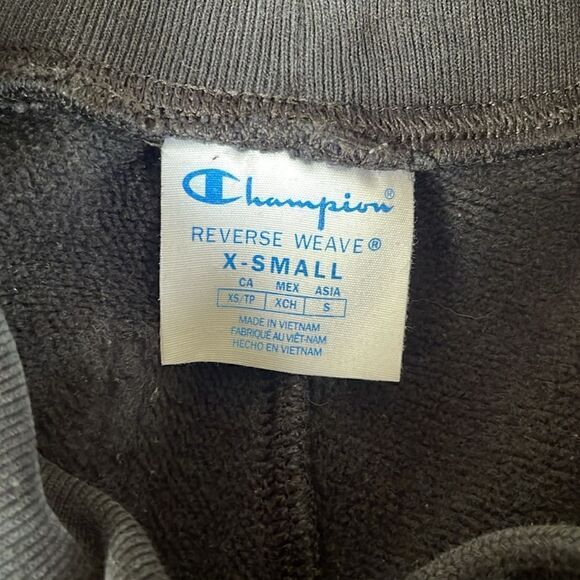 Champion®
REVERSE WEAVE®
X-SMALL
CA MEX ASIA
XS/TP XCH S
MADE IN VIETNAM
FABRIQUÉ AU VIÊT-NAM
HECHO EN VIETNAM